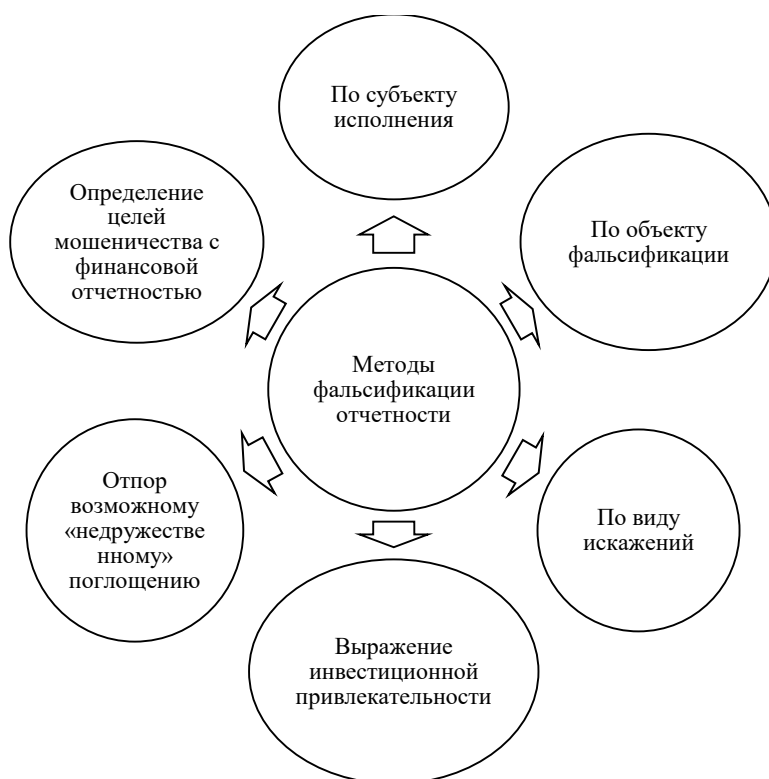 По субъекту
исполнения
По объекту
фальсификации
По виду
искажений
Выражение
инвестиционной
привлекательности
Отпор
возможному
«недружестве
нному»
поглощению
Определение
целей
мошенничества с
финансовой
отчетностью
Методы
фальсификации
отчетности